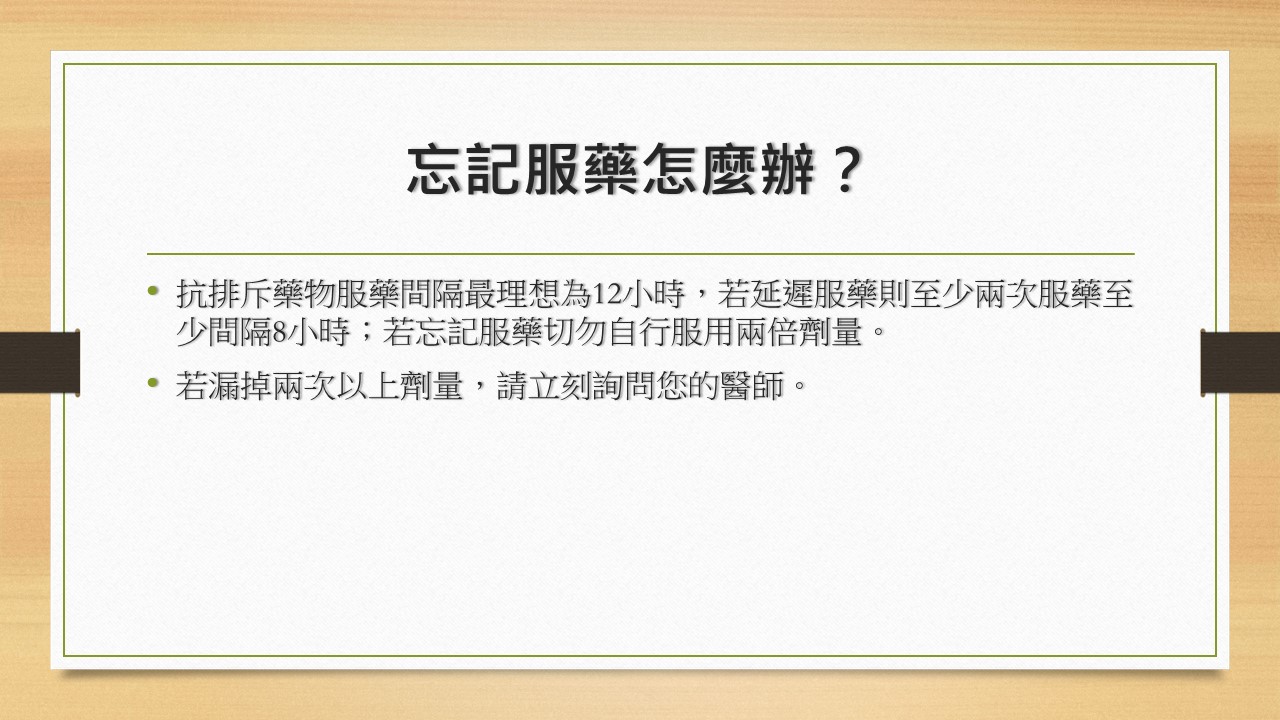 忘記服藥怎麼辦？
• 抗排斥藥物服藥間隔最理想為12小時，若延遲服藥則至少兩次服藥至
少間隔8小時；若忘記服藥切勿自行服用兩倍劑量。
• 若漏掉兩次以上劑量，請立刻詢問您的醫師。